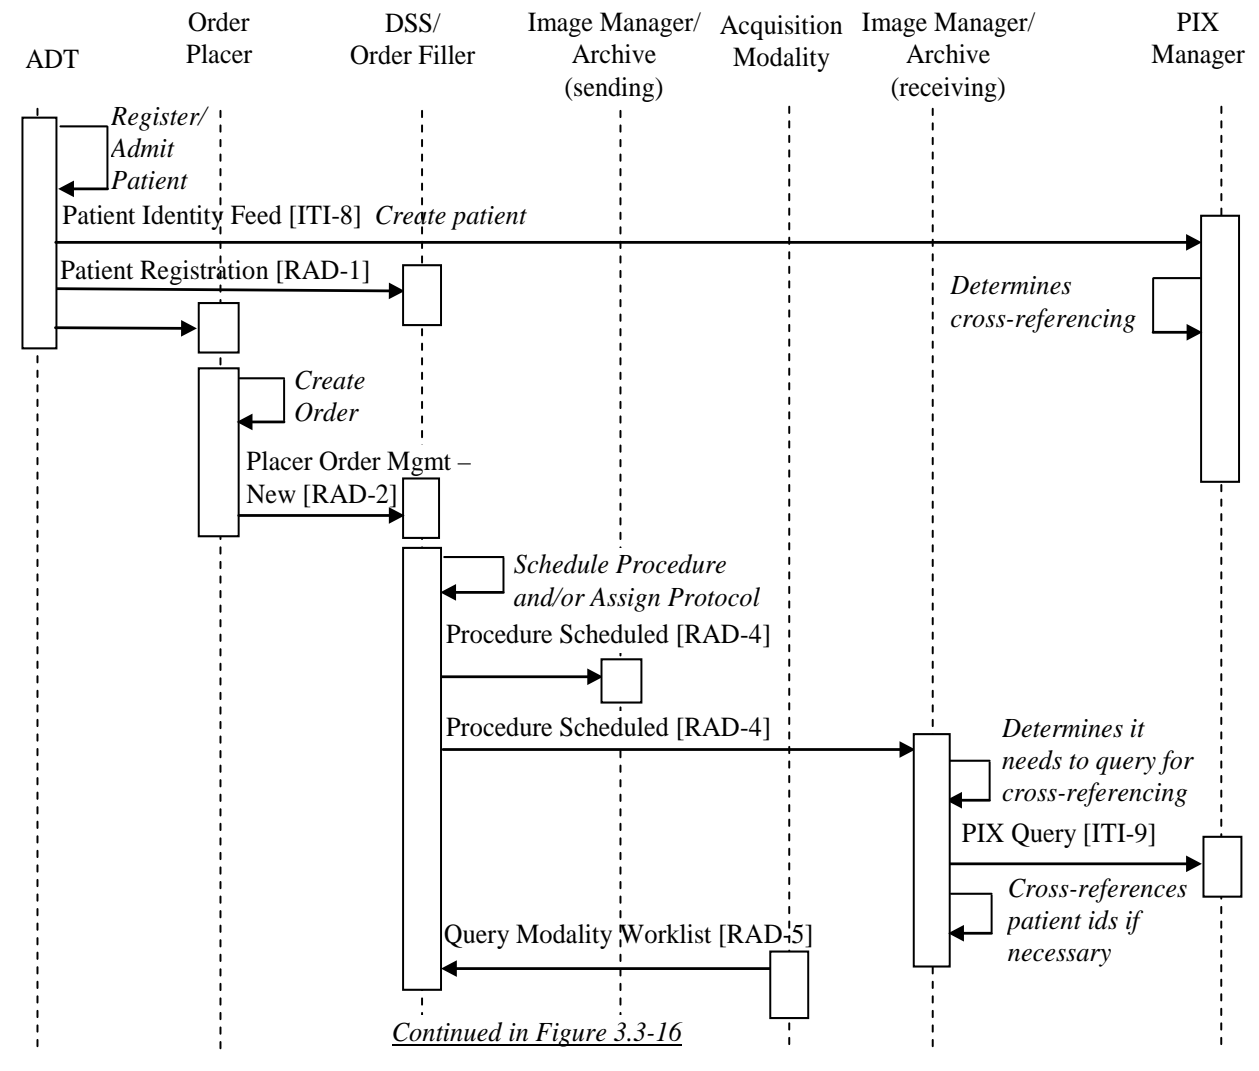 ADT
Order
Placer
DSS/
Order Filler
Image Manager/
Archive
(sending)
Acquisition
Modality
Image Manager/
Archive
(receiving)
PIX
Manager
Register/
Admit
Patient
Patient Identity Feed [ITI-8] Create patient
Patient Registration [RAD-1]
Determines
cross-referencing
Create
Order
Placer Order Mgmt –
New [RAD-2]
Schedule Procedure
and/or Assign Protocol
Procedure Scheduled [RAD-4]
Procedure Scheduled [RAD-4]
Determines it
needs to query for
cross-referencing
PIX Query [ITI-9]
Cross-references
patient ids if
necessary
Query Modality Worklist [RAD-5]
Continued in Figure 3.3-16